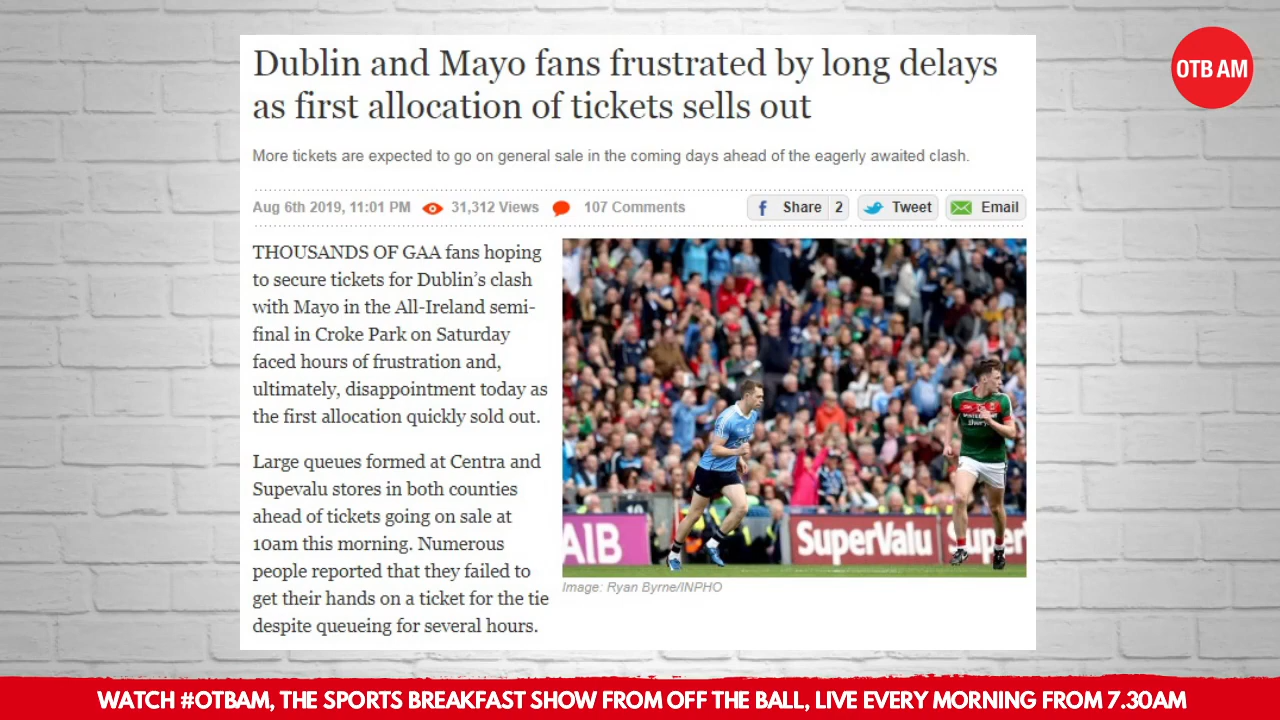 OTB AM
Dublin and Mayo fans frustrated by long delays
as first allocation of tickets sells out
More tickets are expected to go on general sale in the coming days ahead of the eagerly awaited clash.
Aug 6th 2019, 11:01 PM 31,312 Views 107 Comments Share 2 Tweet Email
THOUSANDS OF GAA fans hoping
to secure tickets for Dublin's clash
with Mayo in the All-Ireland semi-
final in Croke Park on Saturday
faced hours of frustration and,
ultimately, disappointment today as
the first allocation quickly sold out.
Large queues formed at Centra and
Supevalu stores in both counties
ahead of tickets going on sale at
10am this morning. Numerous
people reported that they failed to
get their hands on a ticket for the tie
despite queueing for several hours.
AIB SuperValu Super
Image: Ryan Byrne/INPHO
WATCH #OTBAM, THE SPORTS BREAKFAST SHOW FROM OFF THE BALL, LIVE EVERY MORNING FROM 7.30AM